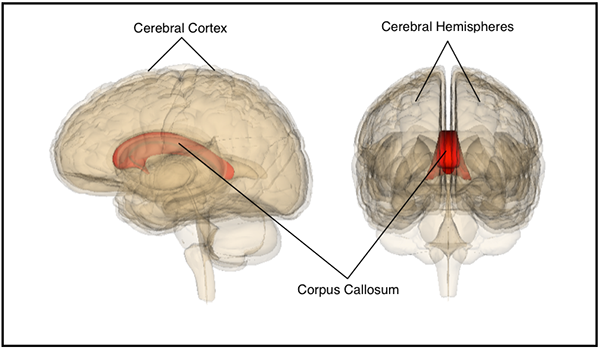 Cerebral Cortex
Cerebral Hemispheres
Corpus Callosum